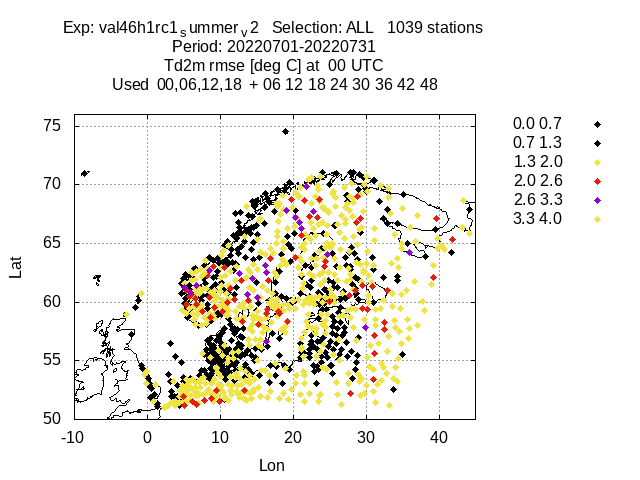 Exp: val46h1rc1summerv2 Selection: ALL 1039 stations
Period: 20220701-20220731
Td2m rmse [deg C] at 00 UTC
Used 00,06,12,18 + 06 12 18 24 30 36 42 48
75
70
65
60
55
50
Lat
-10 0 10 20 30 40
Lon
0.0 0.7
0.7 1.3
1.3 2.0
2.0 2.6
2.6 3.3
3.3 4.0